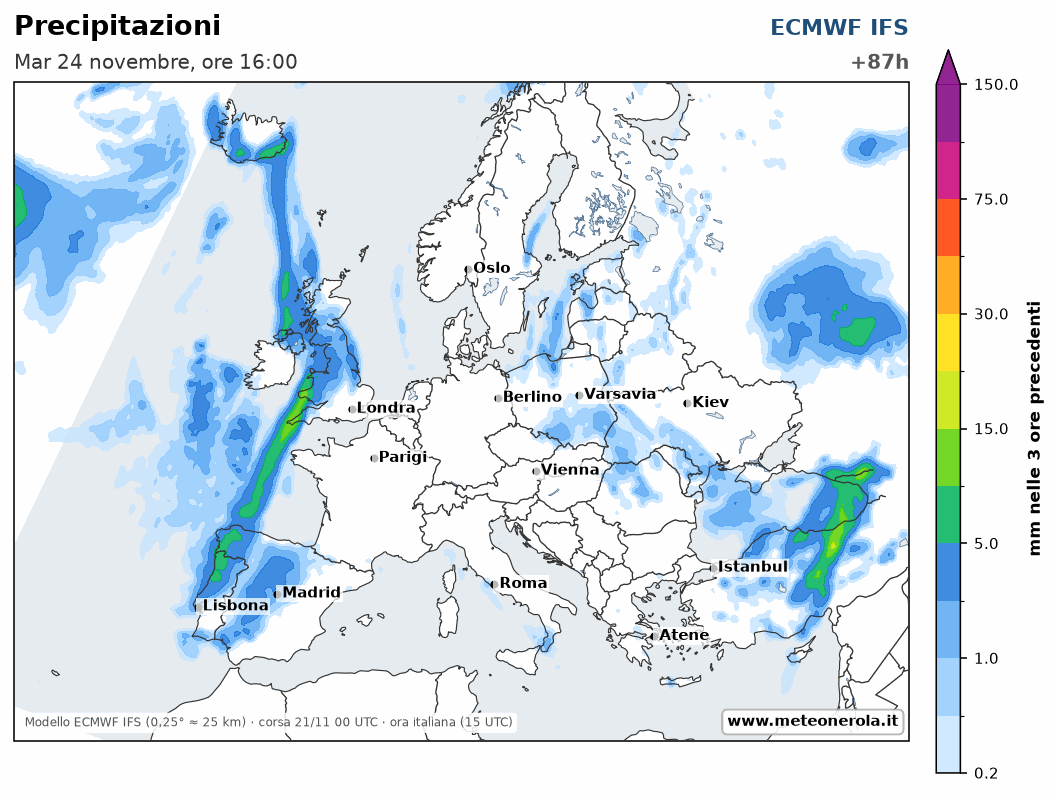 Precipitazioni
ECMWF IFS
Mar 24 novembre, ore 16:00
+87h
150.0
75.0
30.0
15.0
5.0
1.0
0.2
mm nelle 3 ore precedenti
Oslo
Berlino
Varsavia
Kiev
Londra
Parigi
Vienna
Istanbul
Roma
Madrid
Lisbona
Atene
Modello ECMWF IFS (0,25° ≈ 25 km) · corsa 21/11 00 UTC · ora italiana (15 UTC)
www.meteonerola.it